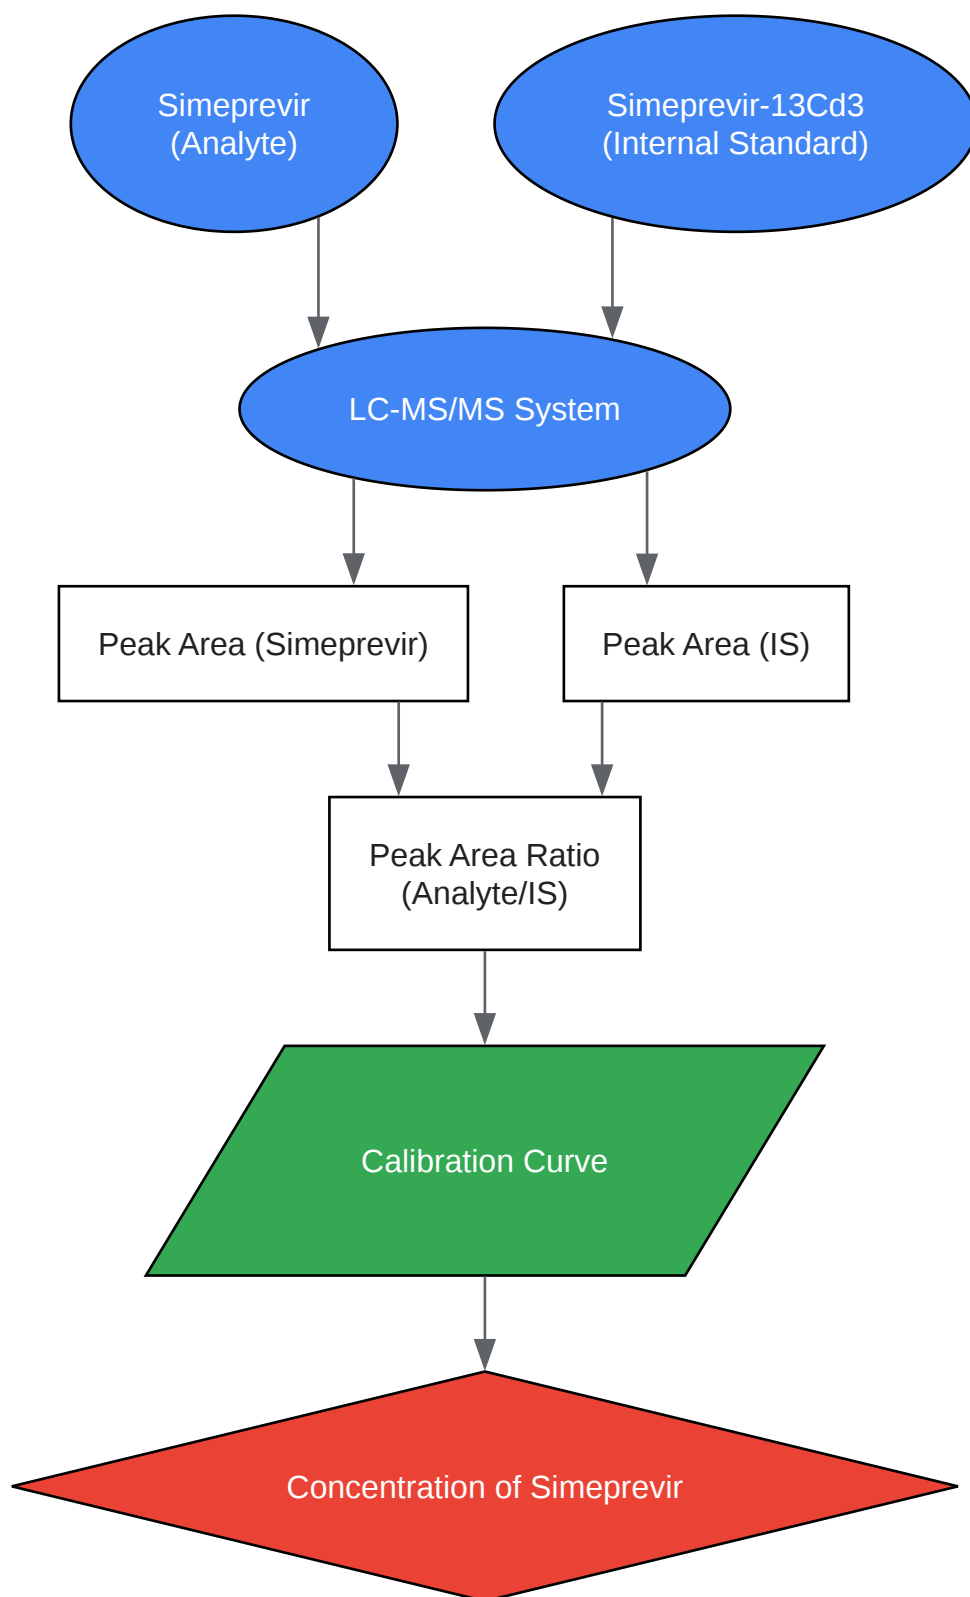 Simeprevir
(Analyte)
Simeprevir-13Cd3
(Internal Standard)
LC-MS/MS System
Peak Area (Simeprevir)
Peak Area (IS)
Peak Area Ratio
(Analyte/IS)
Calibration Curve
Concentration of Simeprevir